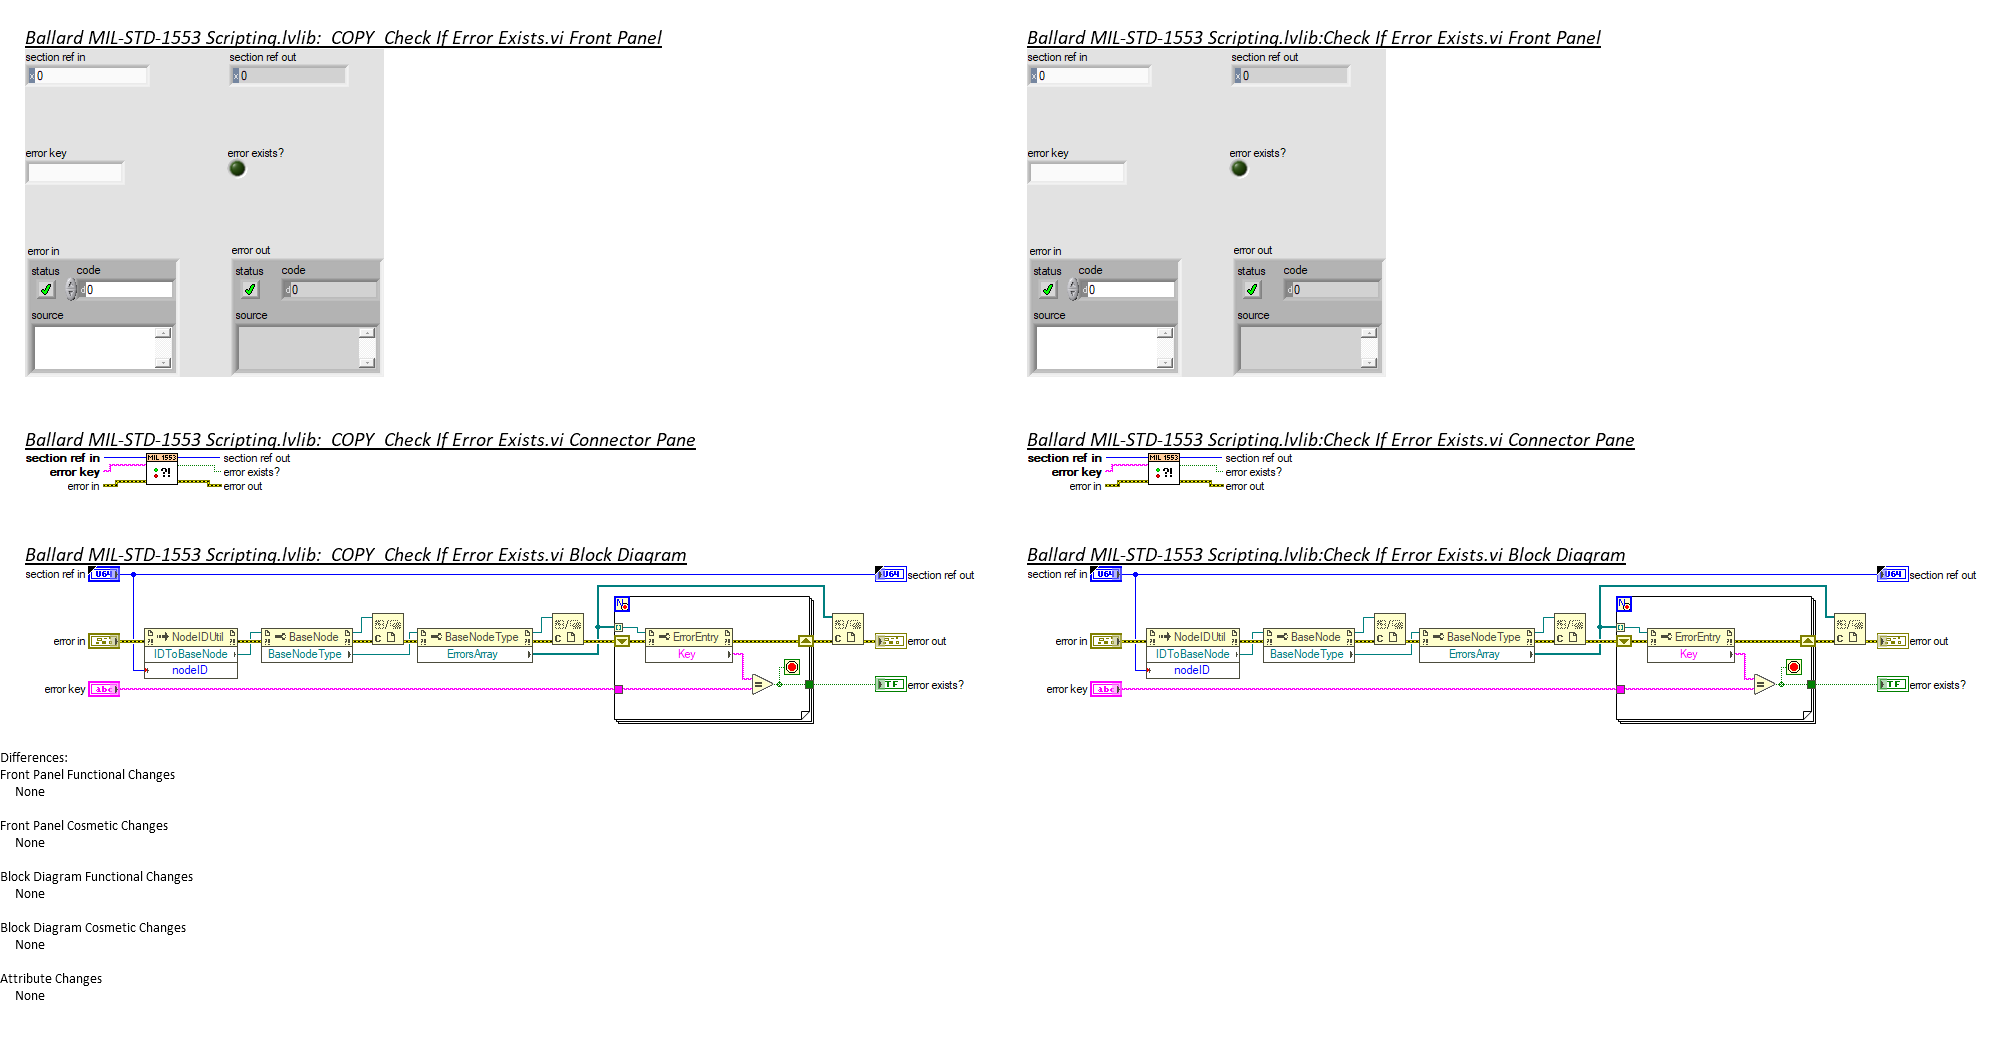 Ballard MIL-STD-1553 Scripting.lvlib:_COPY_Check If Error Exists.vi Front Panel
section ref in
section ref out
x 0
x 0
error key
error exists?
error in
error out
status
code
status
code
d 0
d 0
source
source
Ballard MIL-STD-1553 Scripting.lvlib:_COPY_Check If Error Exists.vi Connector Pane
section ref in
MIL 1553
section ref out
error key
?!
error exists?
error in
error out
Ballard MIL-STD-1553 Scripting.lvlib:_COPY_Check If Error Exists.vi Block Diagram
section ref in
U64
U64
section ref out
N
error in
NodeIDUtil
BaseNode
C
BaseNodeType
C
ErrorEntry
C
error out
IDToBaseNode
BaseNodeType
ErrorsArray
Key
nodeID
error key
abc
=
TF
error exists?
Ballard MIL-STD-1553 Scripting.lvlib:Check If Error Exists.vi Front Panel
section ref in
section ref out
x 0
x 0
error key
error exists?
error in
error out
status
code
status
code
d 0
d 0
source
source
Ballard MIL-STD-1553 Scripting.lvlib:Check If Error Exists.vi Connector Pane
section ref in
MIL 1553
section ref out
error key
?!
error exists?
error in
error out
Ballard MIL-STD-1553 Scripting.lvlib:Check If Error Exists.vi Block Diagram
section ref in
U64
U64
section ref out
N
error in
NodeIDUtil
BaseNode
C
BaseNodeType
C
ErrorEntry
C
error out
IDToBaseNode
BaseNodeType
ErrorsArray
Key
nodeID
error key
abc
=
TF
error exists?
Differences:
Front Panel Functional Changes
None
Front Panel Cosmetic Changes
None
Block Diagram Functional Changes
None
Block Diagram Cosmetic Changes
None
Attribute Changes
None